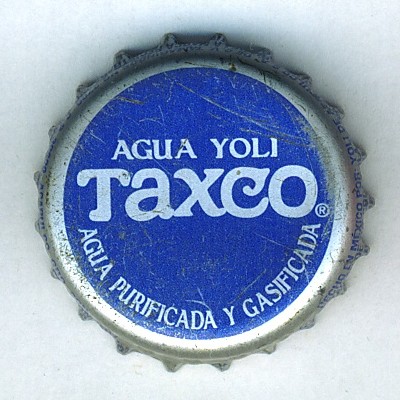 AGUA YOLI
TAXCO®
AGUA PURIFICADA Y GASIFICADA